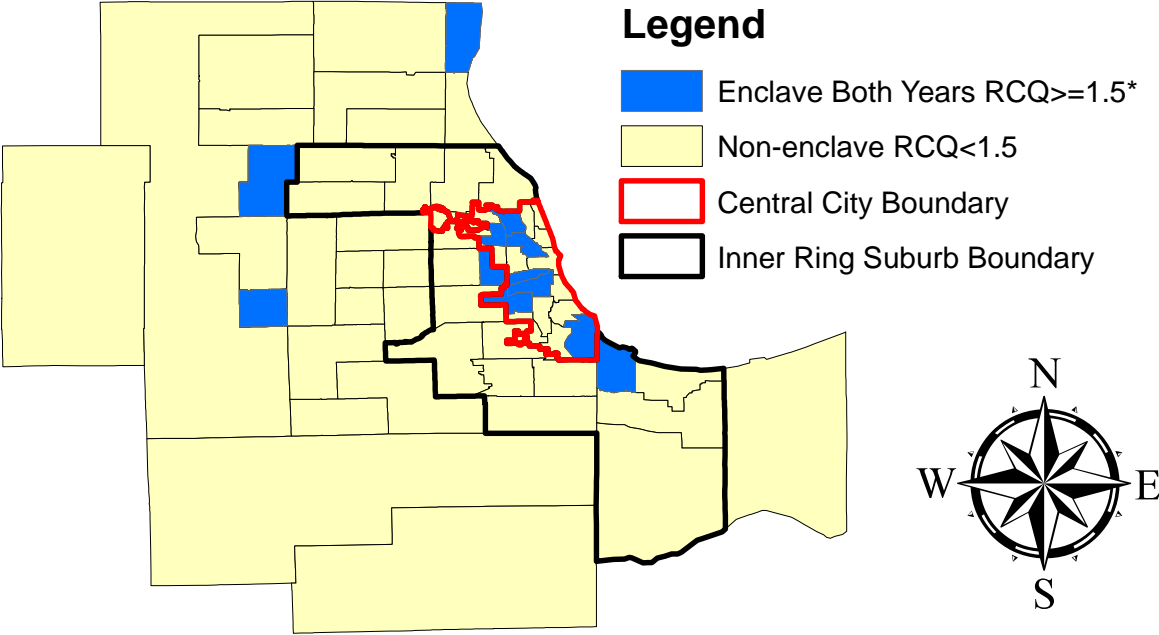 Legend
Enclave Both Years RCQ>=1.5*
Non-enclave RCQ<1.5
Central City Boundary
Inner Ring Suburb Boundary
N
W E
S